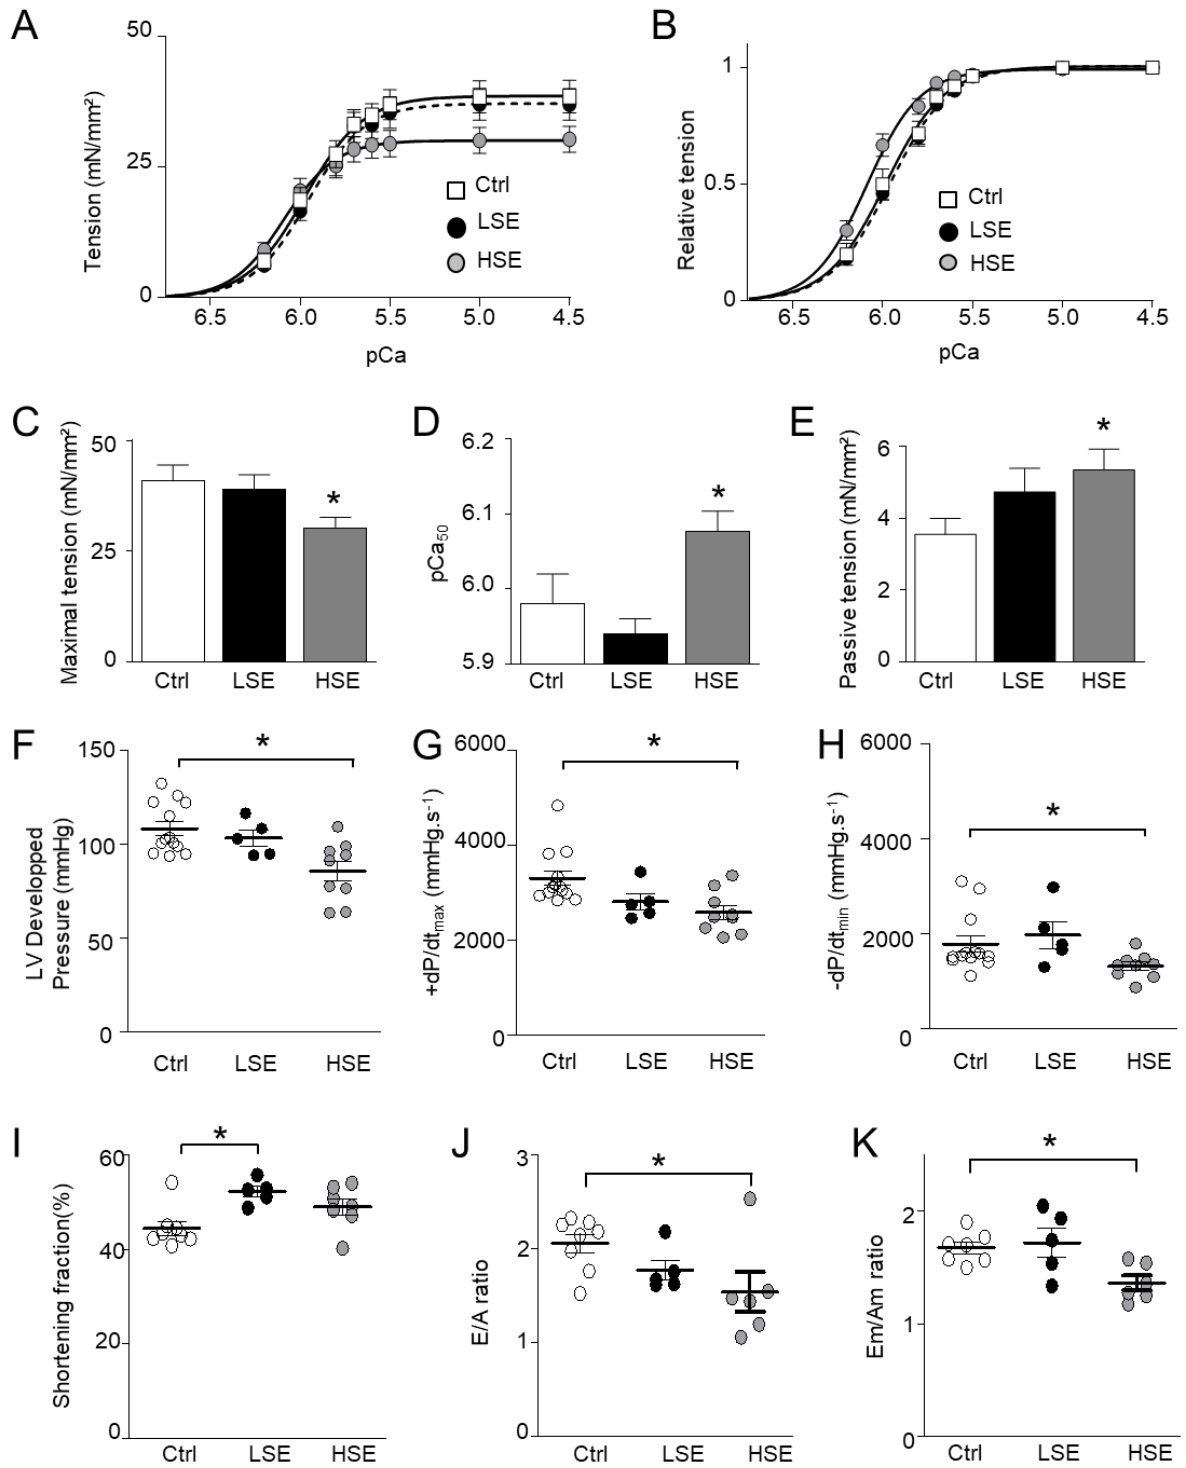 A
50
25
0
Tension (mN/mm²)
Ctrl
LSE
HSE
6.5 6.0 5.5 5.0 4.5
pCa
B
1
0.5
0
Relative tension
Ctrl
LSE
HSE
6.5 6.0 5.5 5.0 4.5
pCa
C
50
25
0
Maximal tension (mN/mm²)
*
Ctrl LSE HSE
D
6.2
6.1
6.0
5.9
pCa50
*
Ctrl LSE HSE
E
6
4
2
0
Passive tension (mN/mm²)
*
Ctrl LSE HSE
F
150
100
50
0
LV Developped
Pressure (mmHg)
*
Ctrl LSE HSE
G
6000
4000
2000
0
+dP/dtmax (mmHg.s⁻¹)
*
Ctrl LSE HSE
H
6000
4000
2000
0
-dP/dtmin (mmHg.s⁻¹)
*
Ctrl LSE HSE
I
60
40
20
0
Shortening fraction(%)
*
Ctrl LSE HSE
J
3
2
1
0
E/A ratio
*
Ctrl LSE HSE
K
2
1
0
Em/Am ratio
*
Ctrl LSE HSE